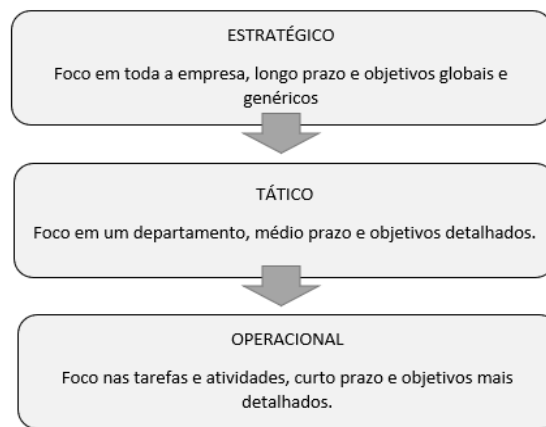 ESTRATÉGICO
Foco em toda a empresa, longo prazo e objetivos globais e
genéricos
TÁTICO
Foco em um departamento, médio prazo e objetivos detalhados.
OPERACIONAL
Foco nas tarefas e atividades, curto prazo e objetivos mais
detalhados.